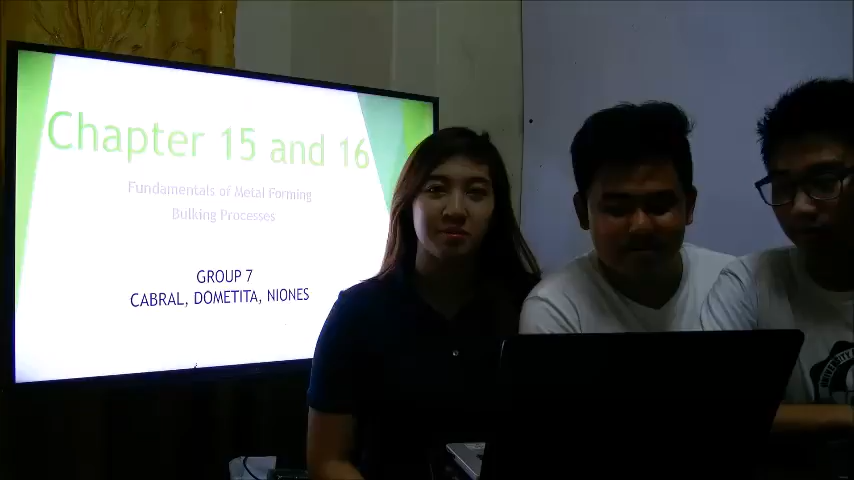 Chapter 15 and 16
Fundamentals of Metal Forming
Bulking Processes
GROUP 7
CABRAL, DOMETITA, NIONES